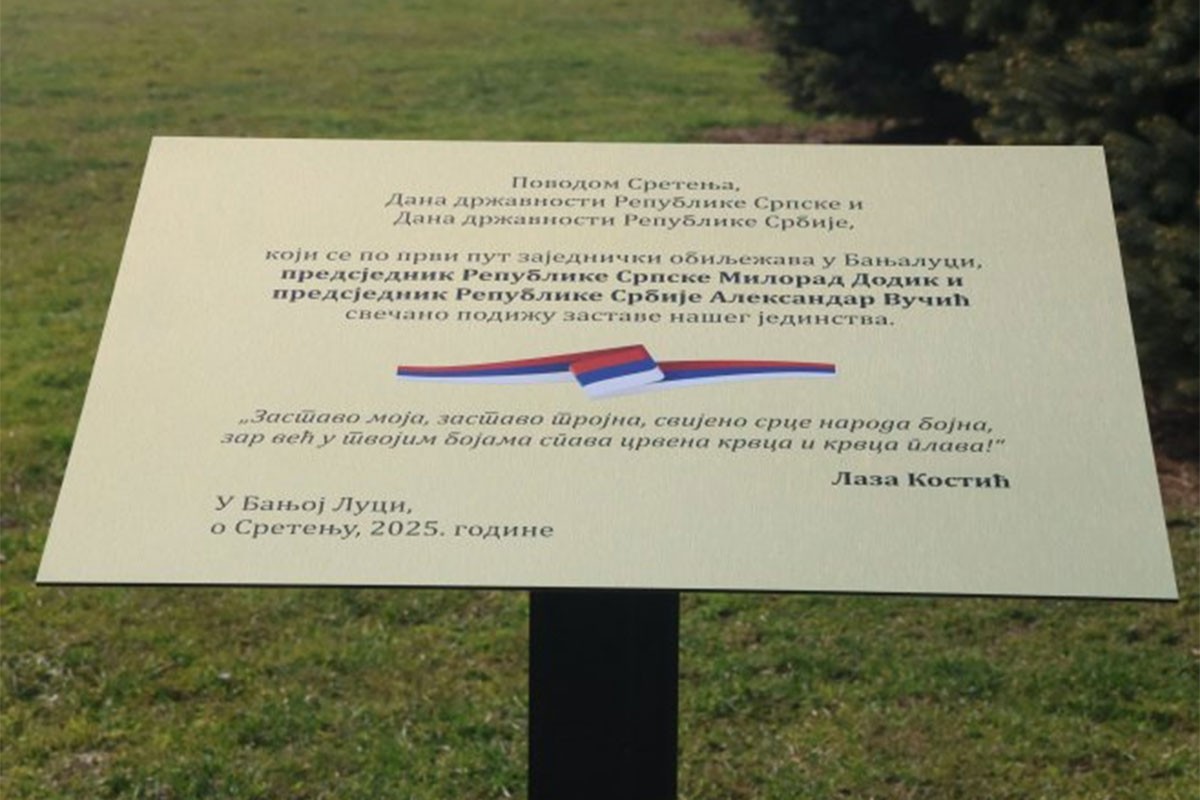 Поводом Сретења,
Дана државности Републике Српске и
Дана државности Републике Србије,
који се по први пут заједнички обиљежава у Бањалуци,
предсједник Републике Српске Милорад Додик и
предсједник Републике Србије Александар Вучић
свечано подижу заставе нашег јединства.
„Заставо моја, заставо тројна, свијено срце народа бојна,
зар већ у твојим бојама спава црвена крвца и крвца плава!“
Лаза Костић
У Бањој Луци,
о Сретењу, 2025. године